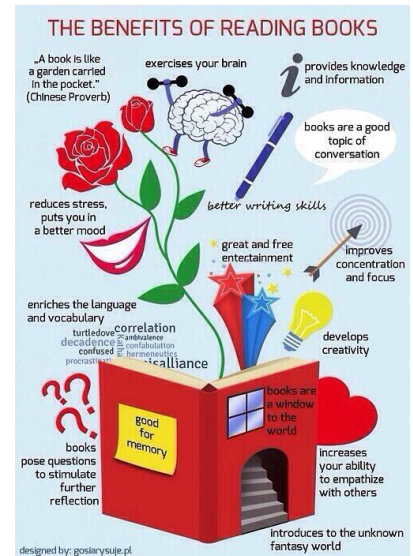 THE BENEFITS OF READING BOOKS
„A book is like
a garden carried
in the pocket.”
(Chinese Proverb)
exercises your brain
provides knowledge
and information
books are a good
topic of
conversation
reduces stress,
puts you in
a better mood
better writing skills
great and free
entertainment
improves
concentration
and focus
enriches the language
and vocabulary
turtledove
correlation
decadence
ambivalence
confused
confabulation
hermeneutics
develops
creativity
books are
a window
to the
world
good
for
memory
books
pose questions
to stimulate
further
reflection
increases
your ability
to empathize
with others
introduces to the unknown
fantasy world
designed by: gosiarysuje.pl